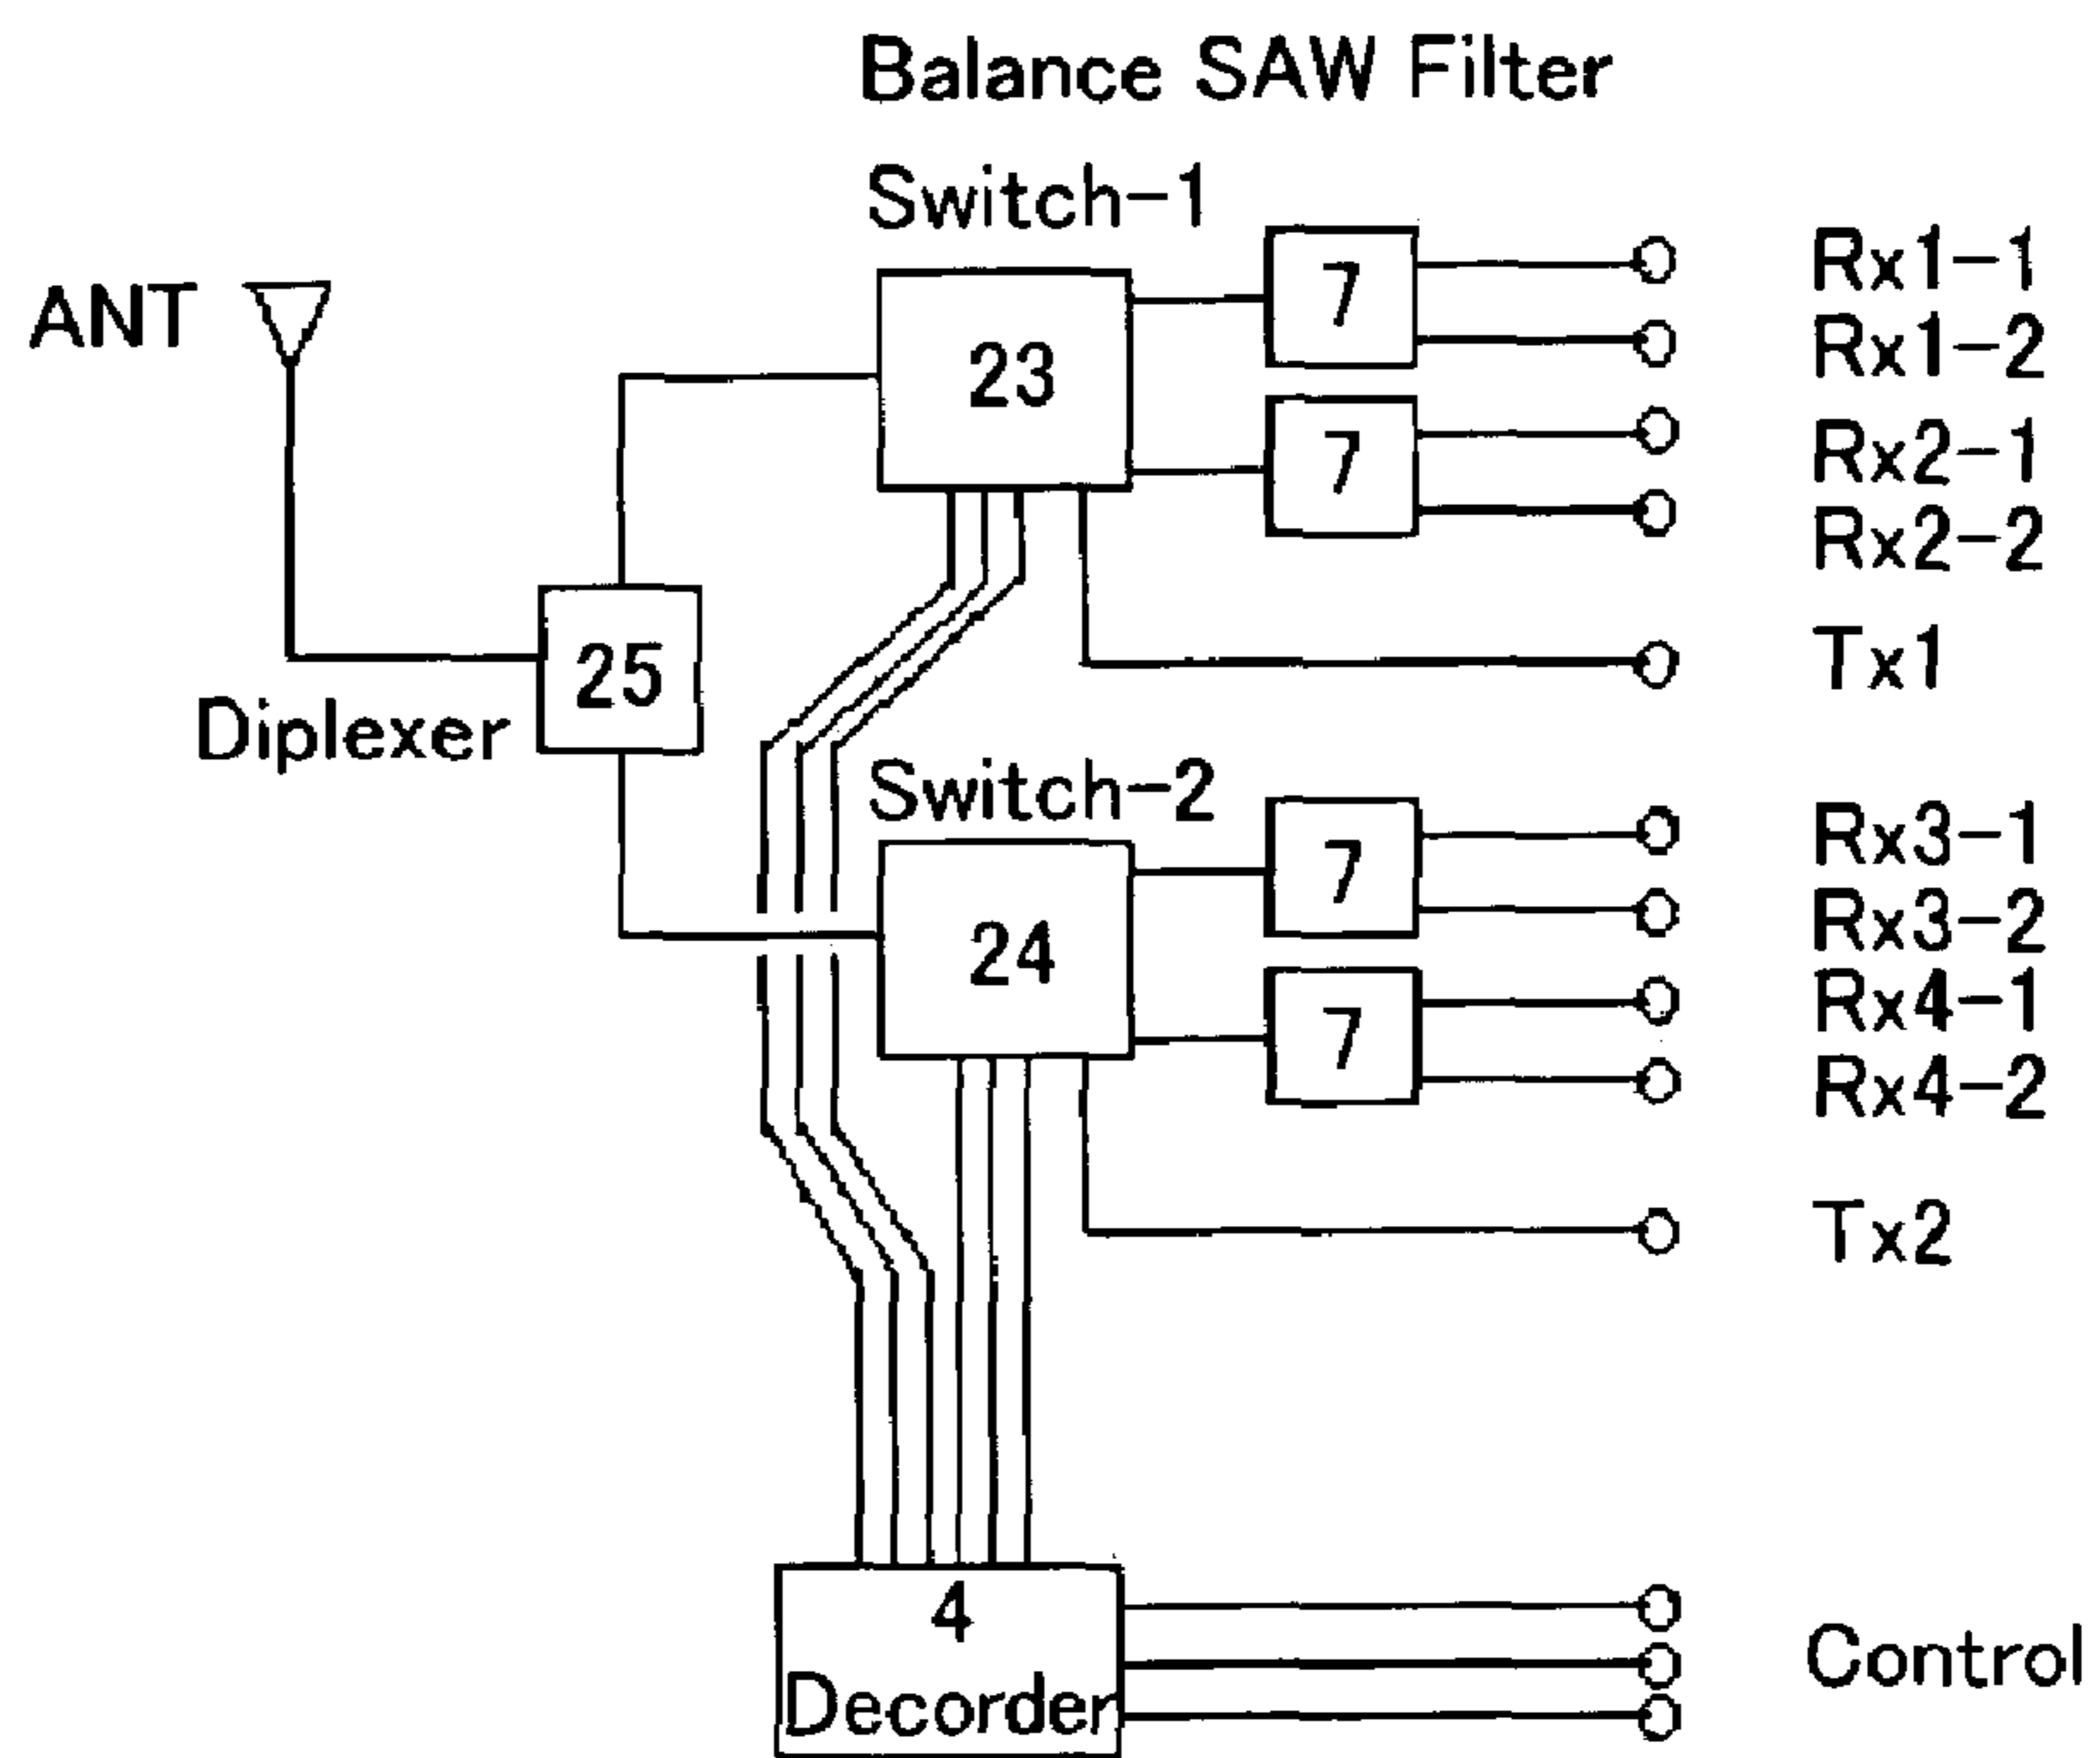 Balance SAW Filter
Switch-1
ANT
23
7
7
Rx1-1
Rx1-2
Rx2-1
Rx2-2
Tx1
25
Diplexer
Switch-2
24
7
7
Rx3-1
Rx3-2
Rx4-1
Rx4-2
Tx2
4
Decorder
Control